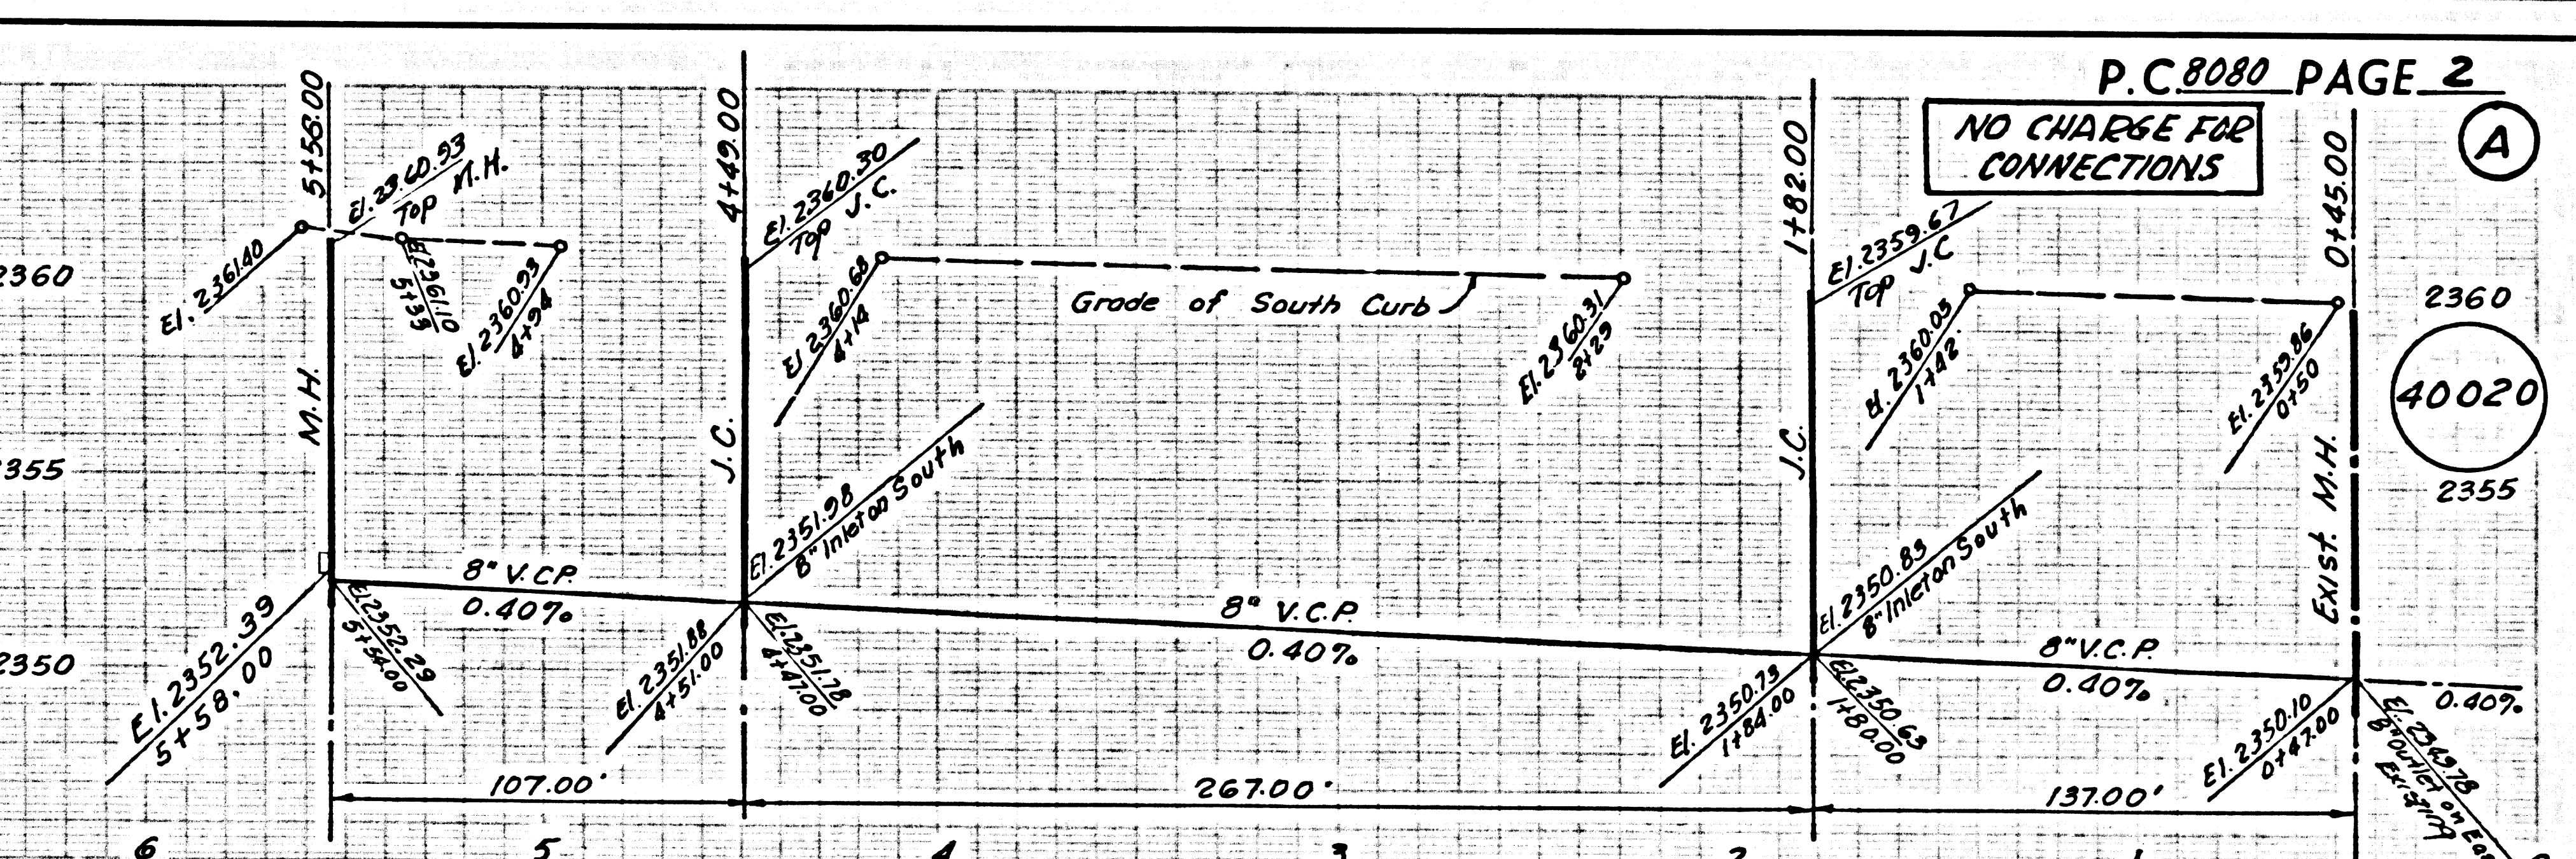 P.C. 8080 PAGE 2
NO CHARGE FOR
CONNECTIONS
A
40020
2360
2355
2360
2355
2350
5+56.00
El. 2360.93
Top M.H.
El. 2361.40
El. 2361.10
5+33
El. 2360.93
4+94
M.H.
El. 2352.39
5+58.00
El. 2352.29
5+54.00
8" V.C.P.
0.40%
107.00'
4+49.00
El. 2360.30
Top J.C.
El. 2360.68
4+14
J.C.
El. 2351.98
8" Inlet on South
El. 2351.88
4+51.00
El. 2351.78
4+47.00
Grade of South Curb
El. 2360.31
2+29
8" V.C.P.
0.40%
267.00'
1+82.00
El. 2359.67
Top J.C
El. 2360.03
1+42
J.C.
El. 2350.83
8" Inlet on South
El. 2350.73
1+84.00
El. 2350.63
1+80.00
8" V.C.P.
0.40%
137.00'
0+45.00
El. 2359.86
0+50
Exist. M.H.
El. 2350.10
0+47.00
El. 2349.78
8" Outlet on
Existing
0.40%
6
5
4
3
2
1